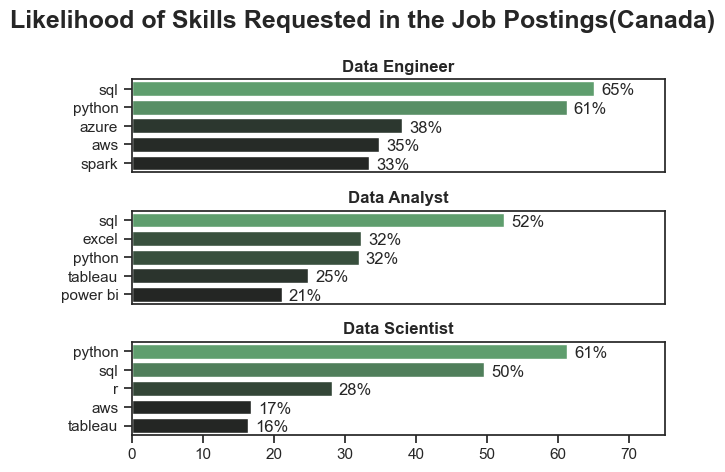 Likelihood of Skills Requested in the Job Postings(Canada)
Data Engineer
sql 65%
python 61%
azure 38%
aws 35%
spark 33%
Data Analyst
sql 52%
excel 32%
python 32%
tableau 25%
power bi 21%
Data Scientist
python 61%
sql 50%
r 28%
aws 17%
tableau 16%
0 10 20 30 40 50 60 70